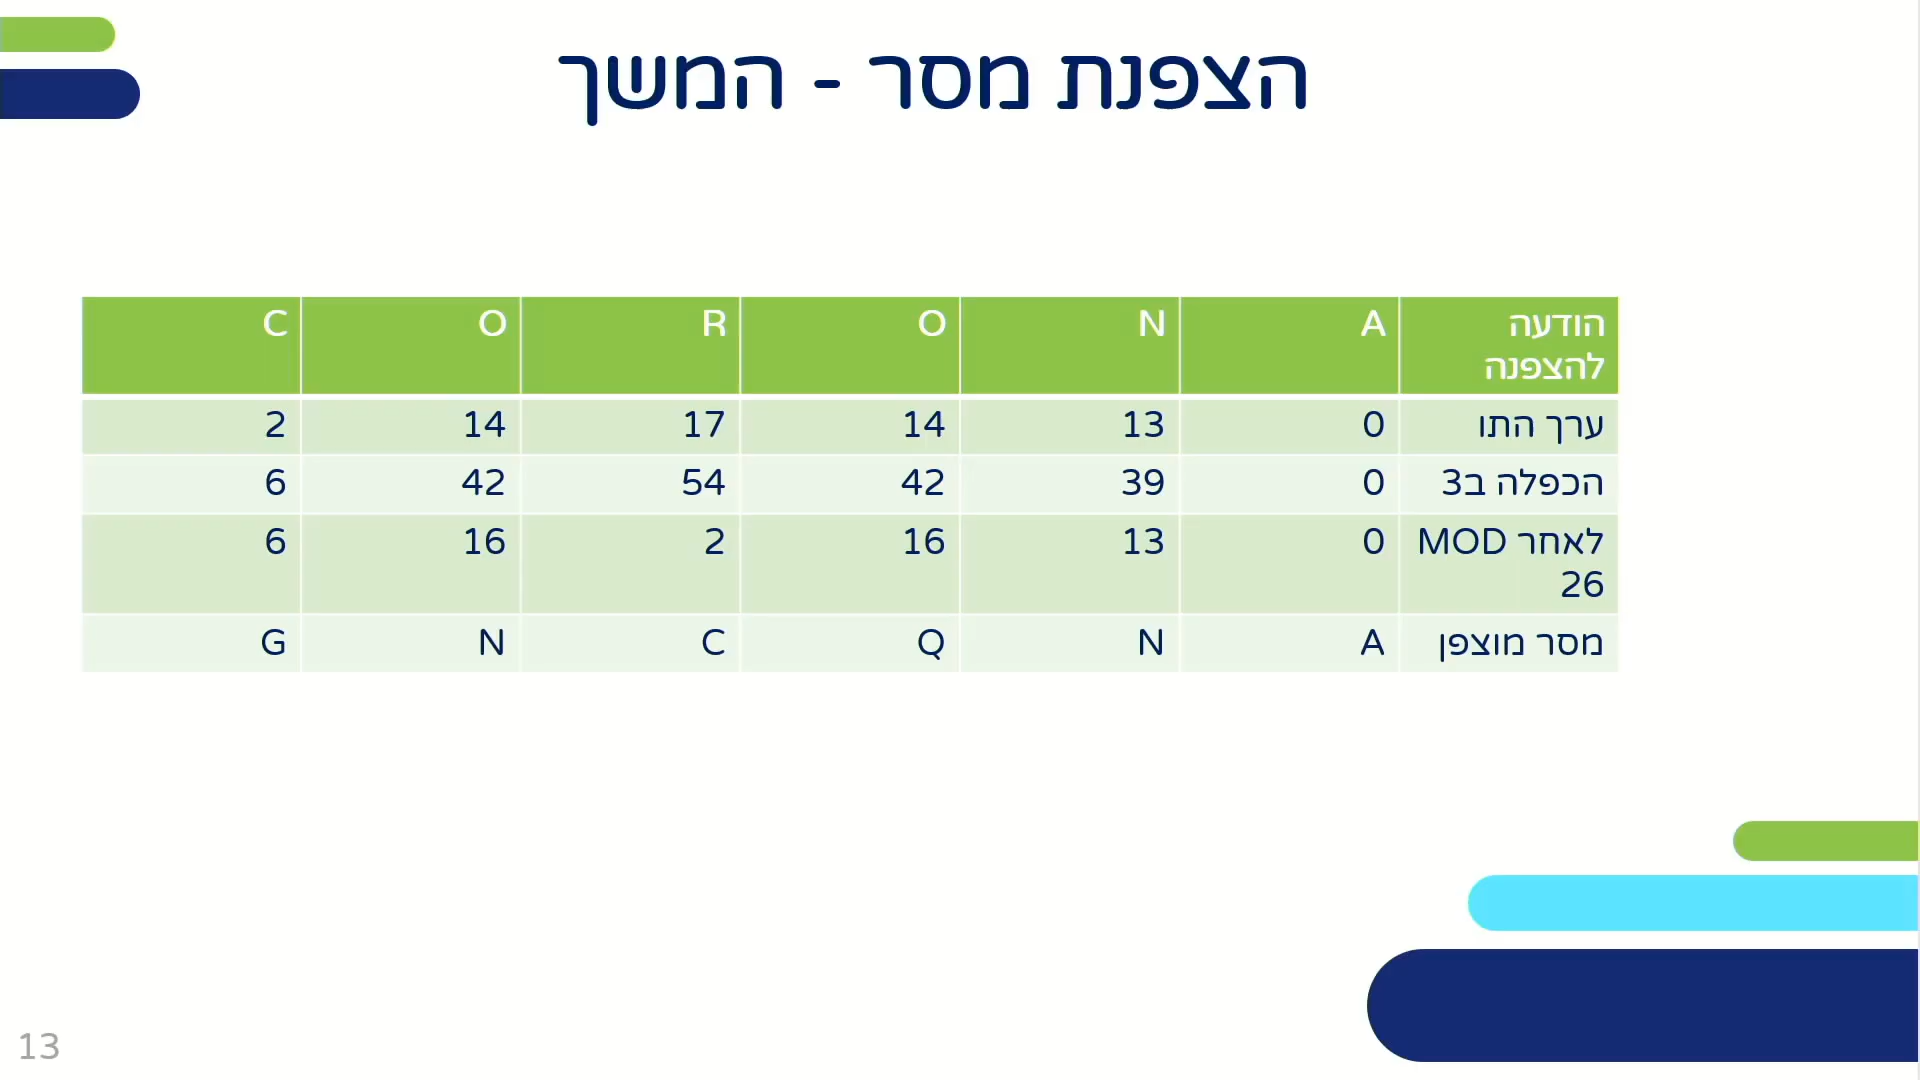 הצפנת מסר - המשך
C O R O N A הודעה
להצפנה
2 14 17 14 13 0 ערך התו
6 42 54 42 39 0 הכפלה ב3
6 16 2 16 13 0 לאחר MOD
26
G N C Q N A מסר מוצפן
13